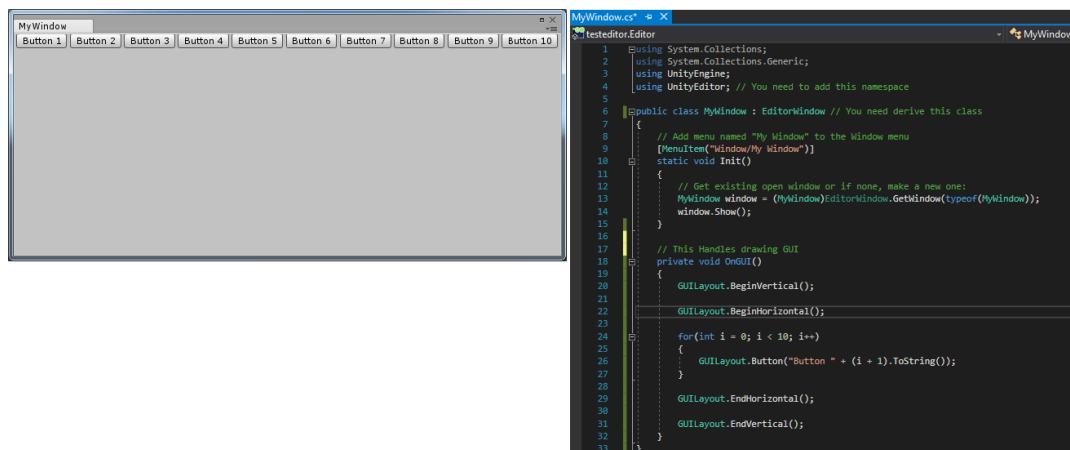 MyWindow
Button 1 Button 2 Button 3 Button 4 Button 5 Button 6 Button 7 Button 8 Button 9 Button 10
MyWindow.cs*
testeditor.Editor MyWindow
1 using System.Collections;
2 using System.Collections.Generic;
3 using UnityEngine;
4 using UnityEditor; // You need to add this namespace
5
6 public class MyWindow : EditorWindow // You need derive this class
7 {
8 // Add menu named "My Window" to the Window menu
9 [MenuItem("Window/My Window")]
10 static void Init()
11 {
12 // Get existing open window or if none, make a new one:
13 MyWindow window = (MyWindow)EditorWindow.GetWindow(typeof(MyWindow));
14 window.Show();
15 }
16
17 // This Handles drawing GUI
18 private void OnGUI()
19 {
20 GUILayout.BeginVertical();
21
22 GUILayout.BeginHorizontal();
23
24 for(int i = 0; i < 10; i++)
25 {
26 GUILayout.Button("Button " + (i + 1).ToString());
27 }
28
29 GUILayout.EndHorizontal();
30
31 GUILayout.EndVertical();
32 }
33 }